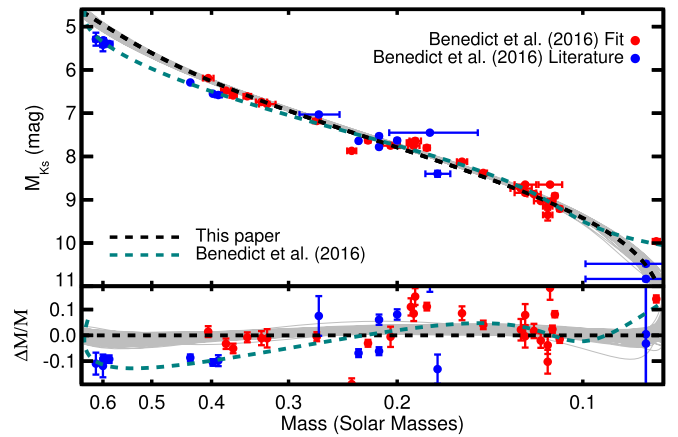 5
6
7
8
9
10
11
M_Ks (mag)
Benedict et al. (2016) Fit
Benedict et al. (2016) Literature
This paper
Benedict et al. (2016)
0.1
0.0
-0.1
ΔM/M
0.6 0.5 0.4 0.3 0.2 0.1
Mass (Solar Masses)